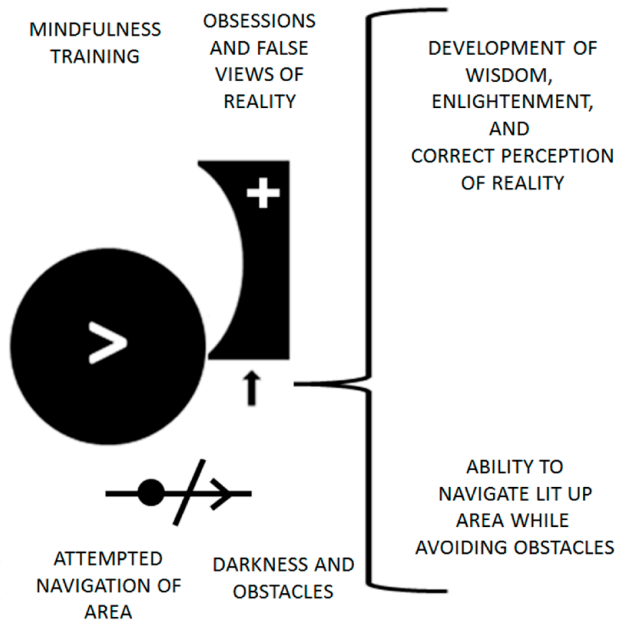 MINDFULNESS
TRAINING
OBSESSIONS
AND FALSE
VIEWS OF
REALITY
DEVELOPMENT OF
WISDOM,
ENLIGHTENMENT,
AND
CORRECT PERCEPTION
OF REALITY
+
>
ABILITY TO
NAVIGATE LIT UP
AREA WHILE
AVOIDING OBSTACLES
ATTEMPTED
NAVIGATION OF
AREA
DARKNESS AND
OBSTACLES